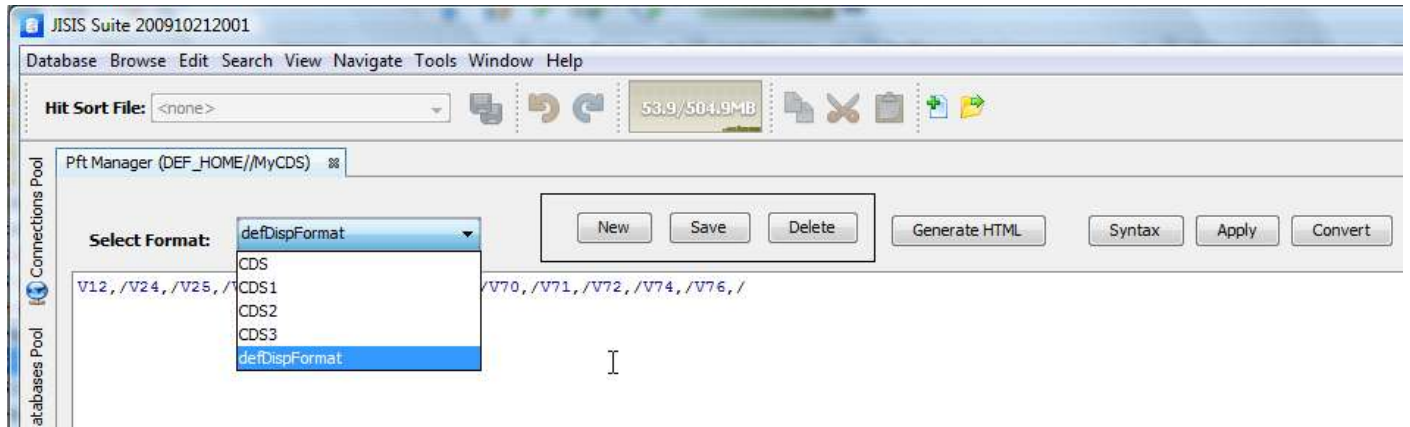 JISIS Suite 200910212001
Database Browse Edit Search View Navigate Tools Window Help
Hit Sort File: <none> 53.9/504.9MB
Connections Pool
Pft Manager (DEF_HOME//MyCDS)
Select Format: defDispFormat New Save Delete Generate HTML Syntax Apply Convert
V12,/V24,/V25,/ /V70,/V71,/V72,/V74,/V76,/
CDS
CDS1
CDS2
CDS3
defDispFormat
atabases Pool